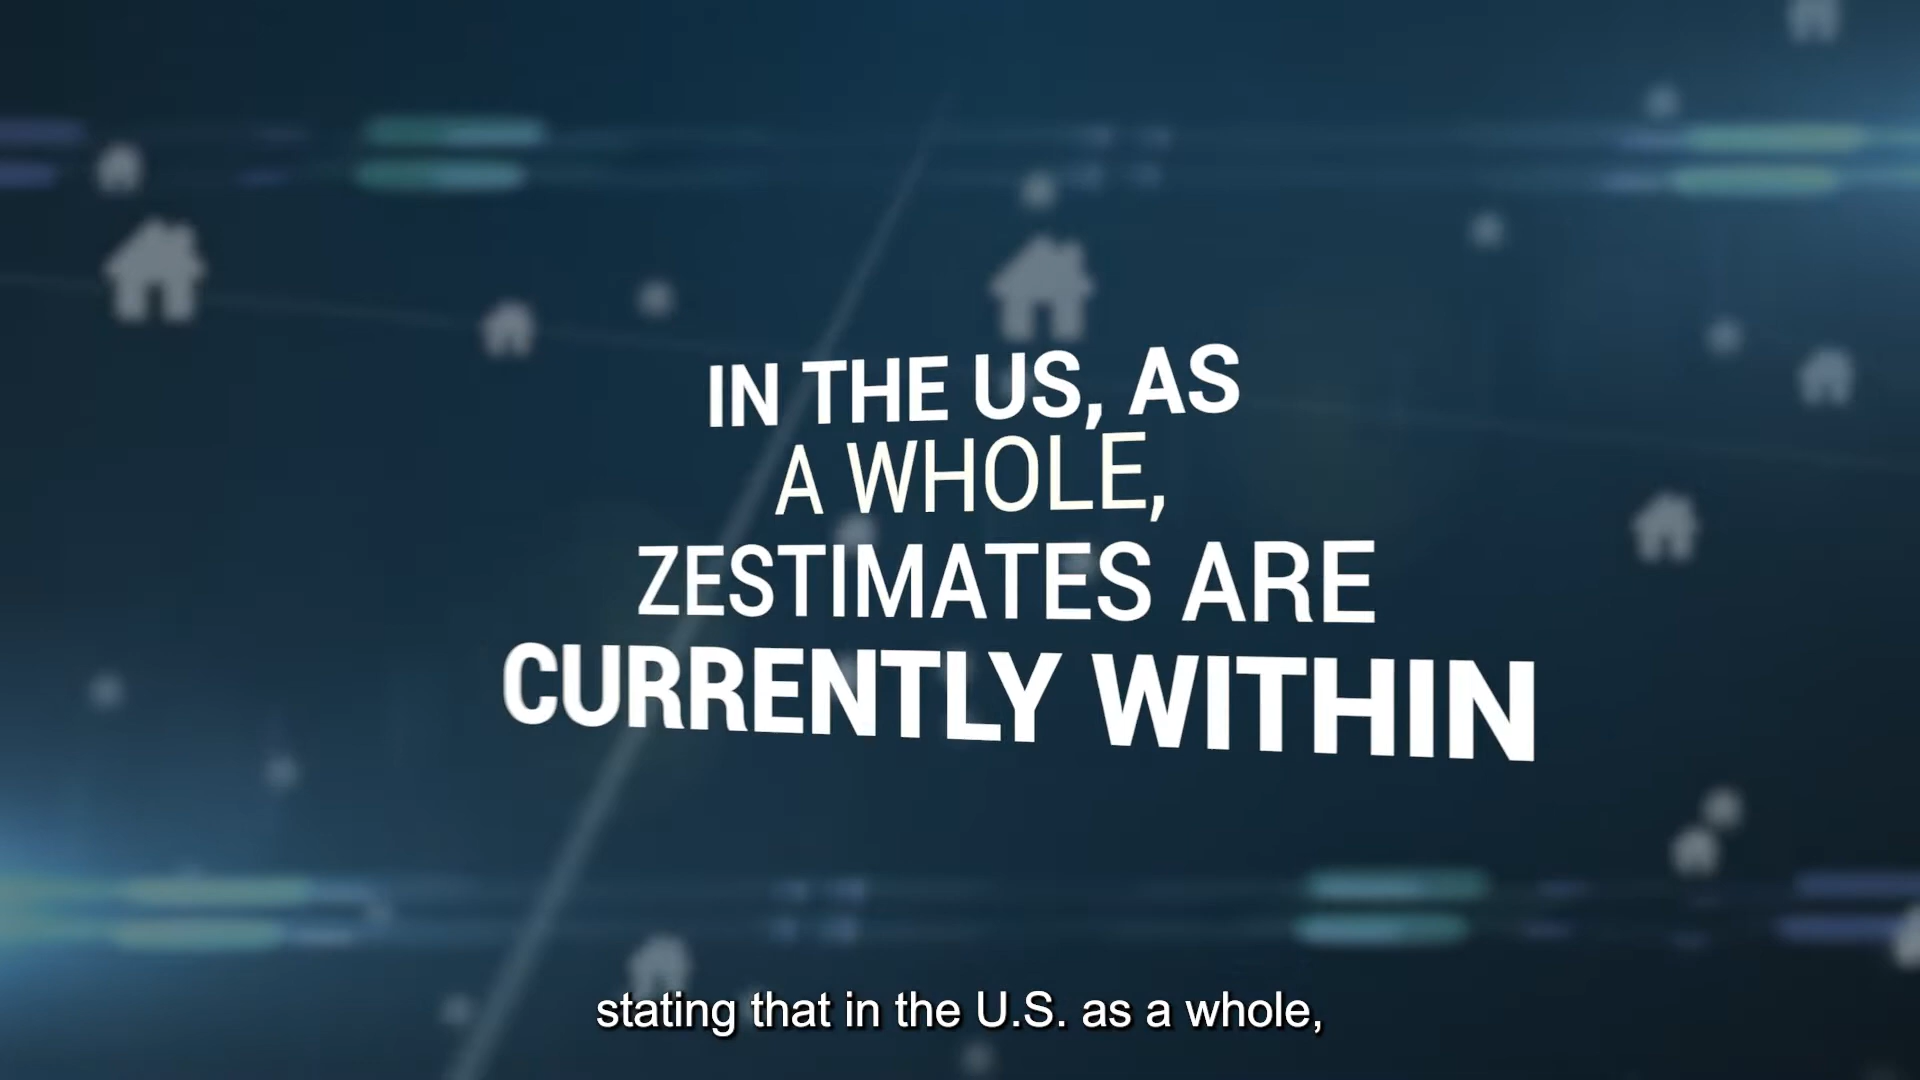 IN THE US, AS
A WHOLE,
ZESTIMATES ARE
CURRENTLY WITHIN
stating that in the U.S. as a whole,